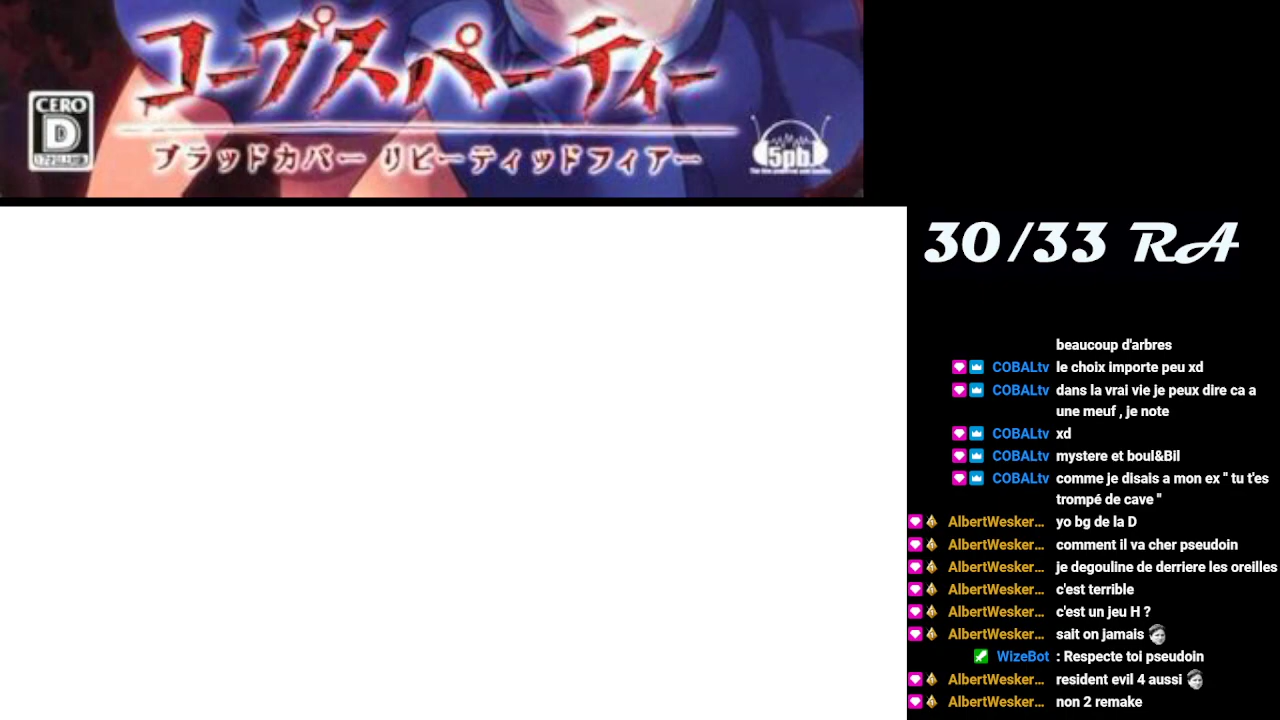 コープスパーティー
CERO
D
ブラッドカバー リピーティッドフィアー
5pb.
30/33 RA
beaucoup d'arbres
COBALtv le choix importe peu xd
COBALtv dans la vrai vie je peux dire ca a
une meuf , je note
COBALtv xd
COBALtv mystere et boul&Bil
COBALtv comme je disais a mon ex " tu t'es
trompé de cave "
AlbertWesker... yo bg de la D
AlbertWesker... comment il va cher pseudoin
AlbertWesker... je degouline de derriere les oreilles
AlbertWesker... c'est terrible
AlbertWesker... c'est un jeu H ?
AlbertWesker... sait on jamais
WizeBot : Respecte toi pseudoin
AlbertWesker... resident evil 4 aussi
AlbertWesker... non 2 remake